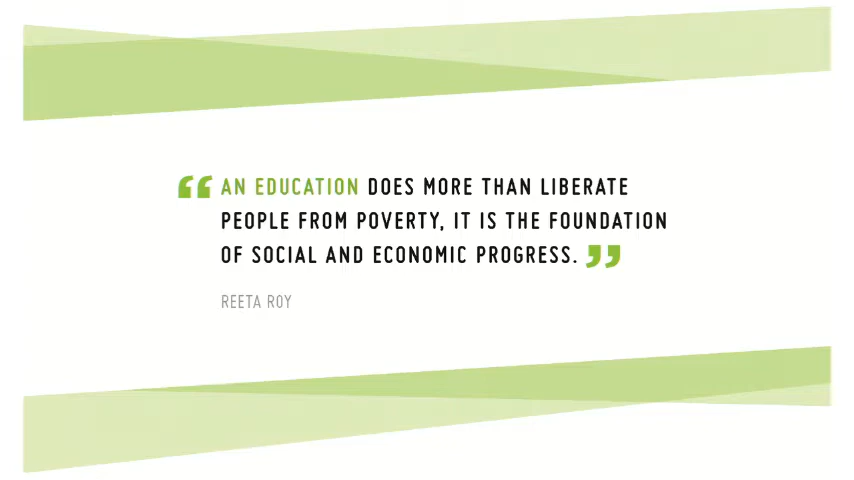 “AN EDUCATION DOES MORE THAN LIBERATE
PEOPLE FROM POVERTY, IT IS THE FOUNDATION
OF SOCIAL AND ECONOMIC PROGRESS.”
REETA ROY